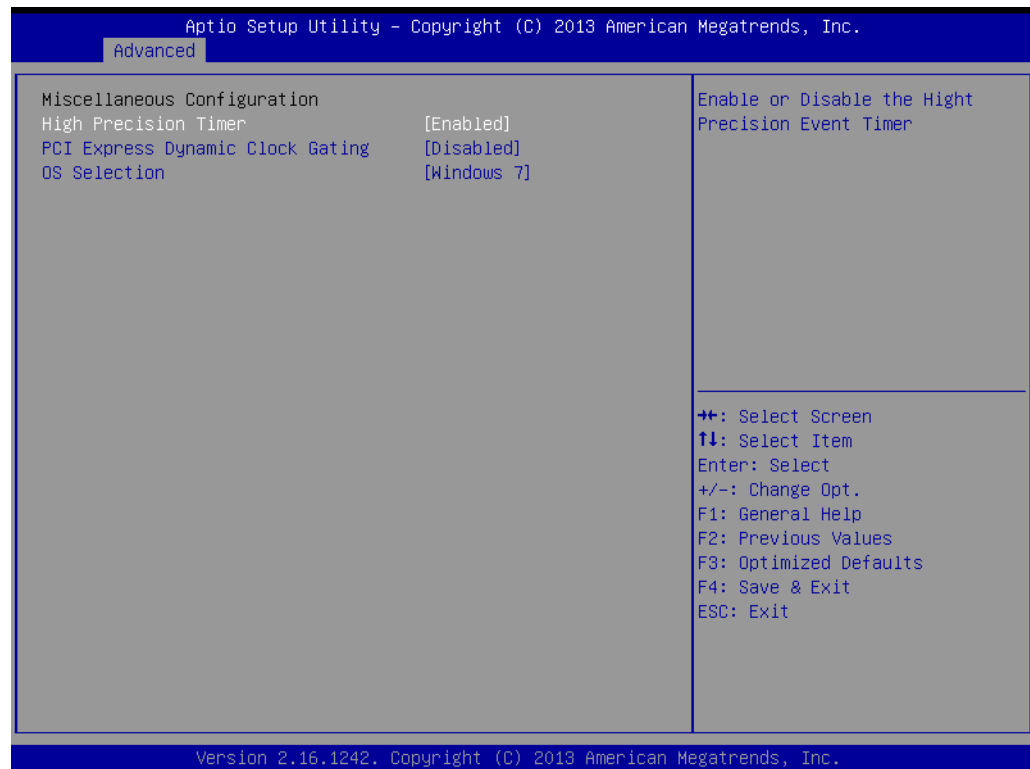 Aptio Setup Utility – Copyright (C) 2013 American Megatrends, Inc.
Advanced
Miscellaneous Configuration
High Precision Timer [Enabled]
PCI Express Dynamic Clock Gating [Disabled]
OS Selection [Windows 7]
Enable or Disable the Hight
Precision Event Timer
→←: Select Screen
↑↓: Select Item
Enter: Select
+/-: Change Opt.
F1: General Help
F2: Previous Values
F3: Optimized Defaults
F4: Save & Exit
ESC: Exit
Version 2.16.1242. Copyright (C) 2013 American Megatrends, Inc.